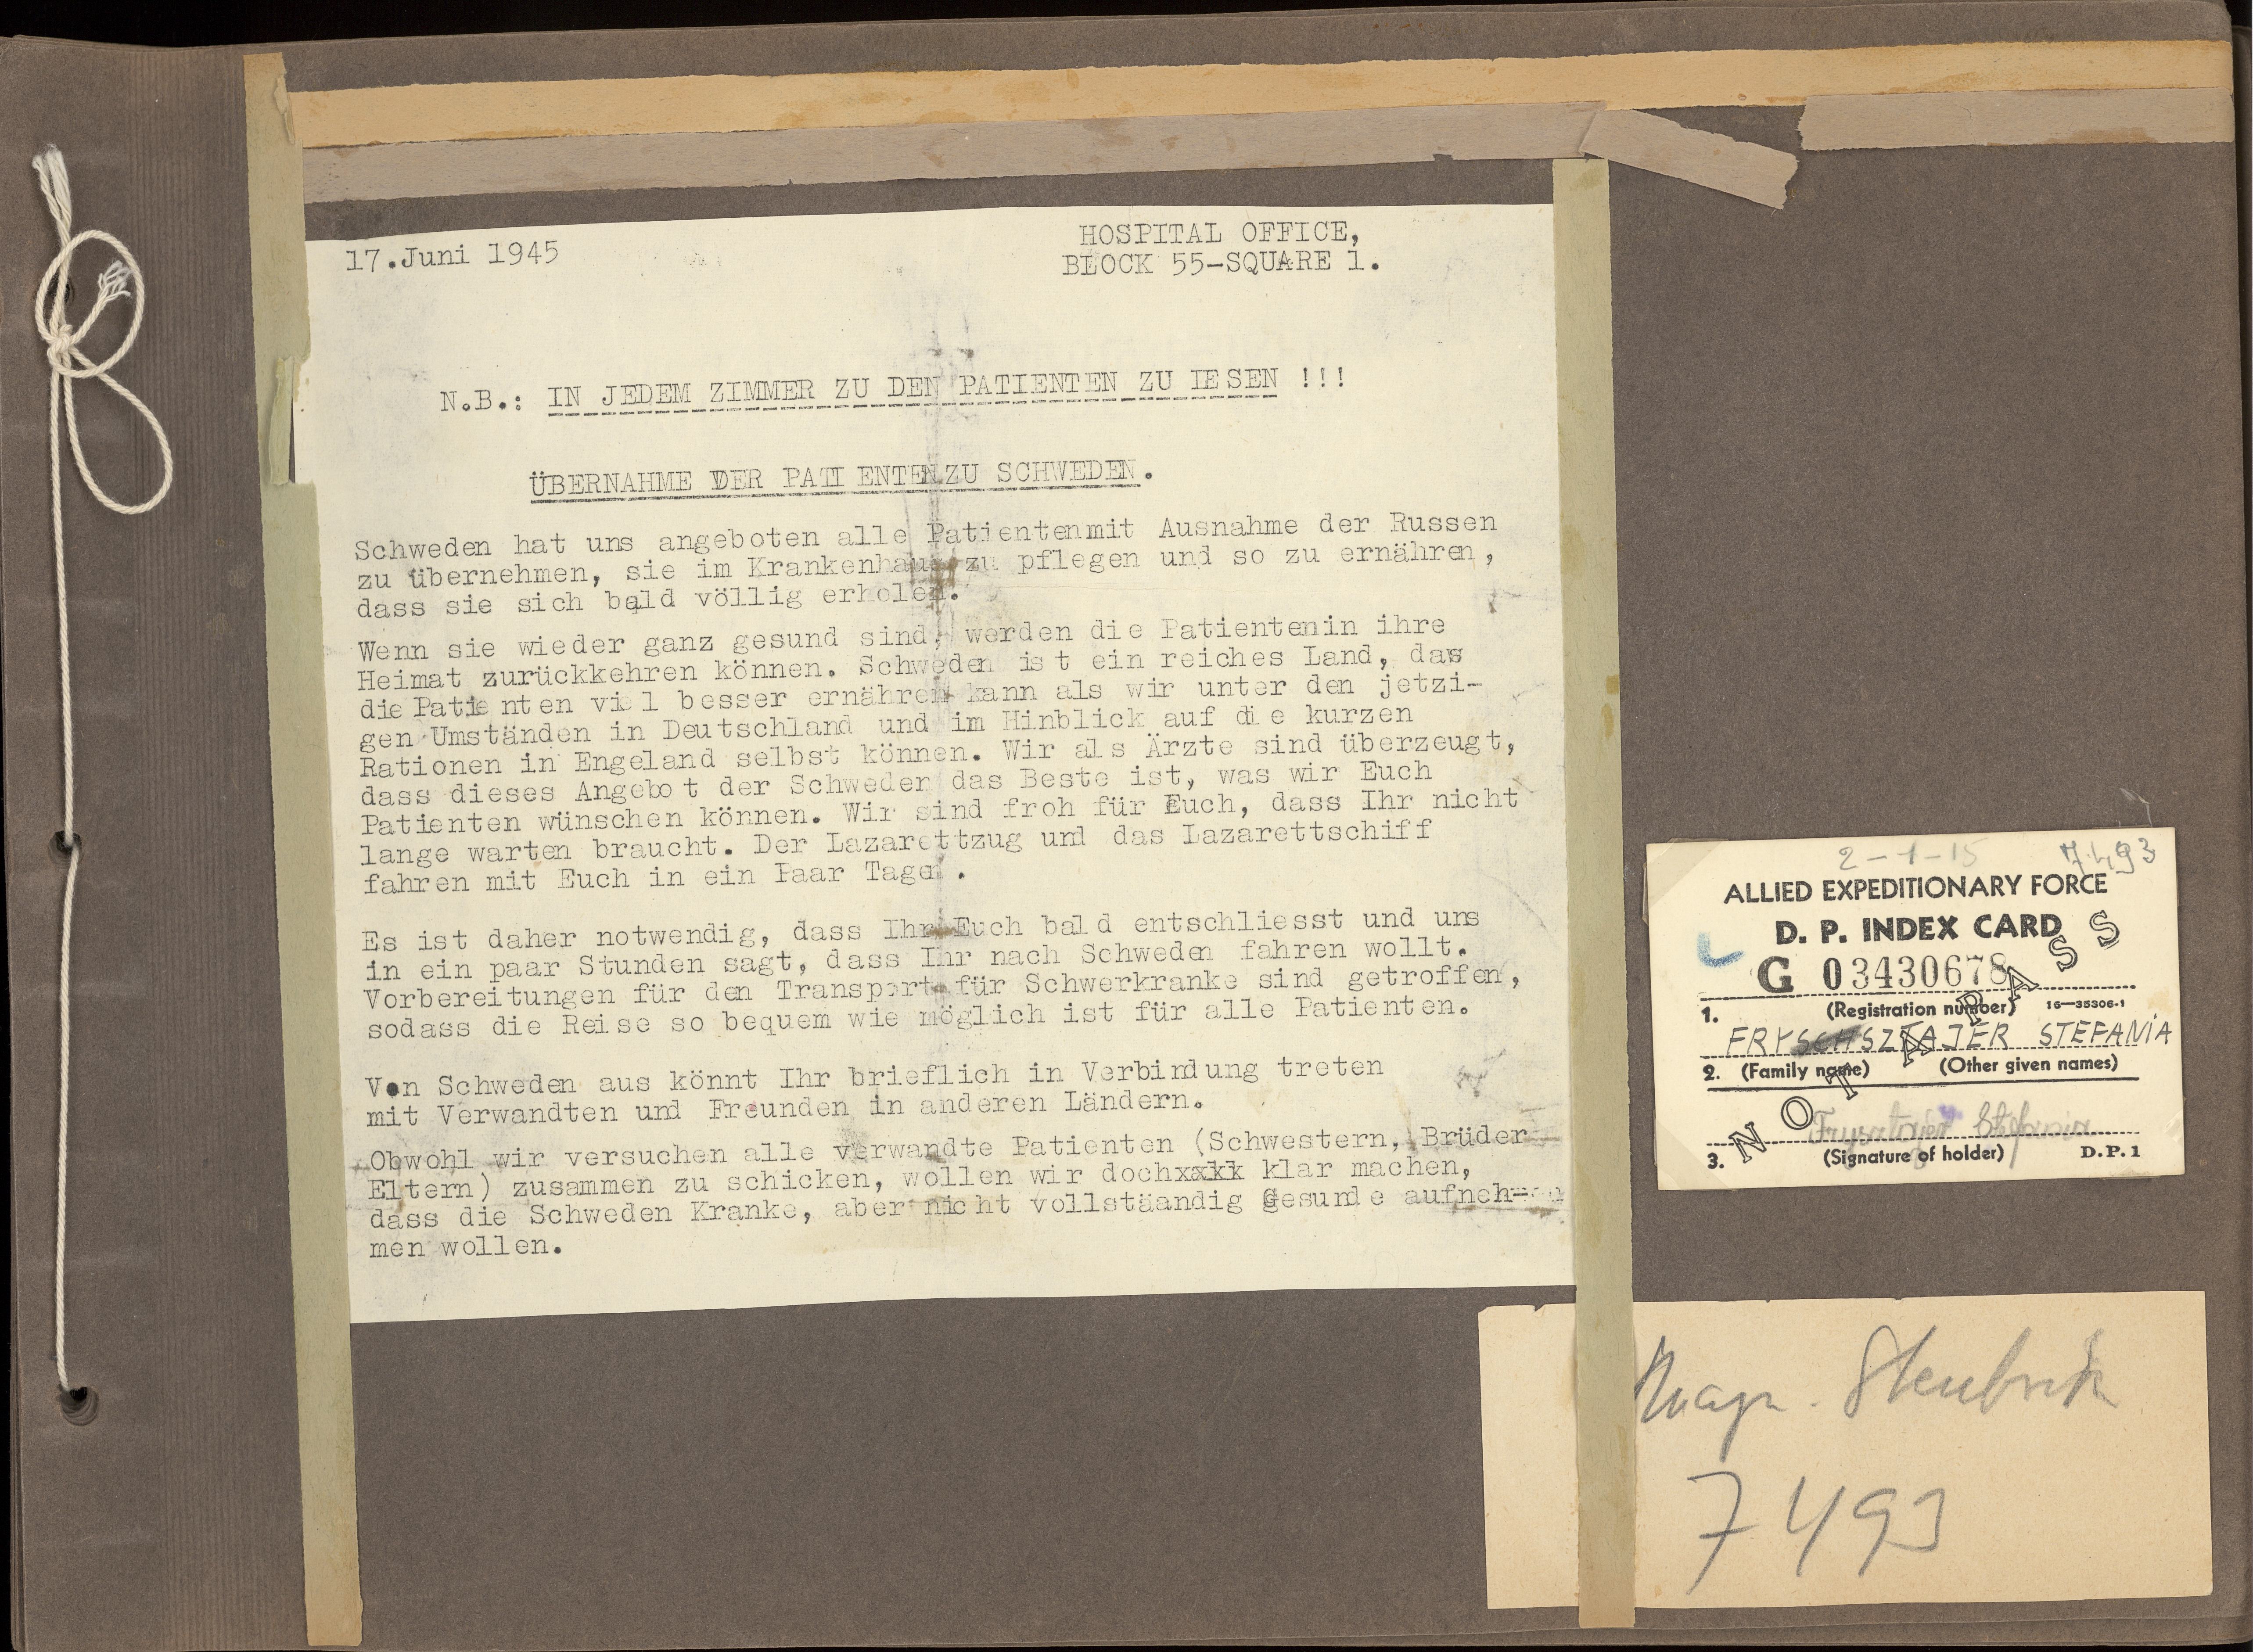 17.Juni 1945
HOSPITAL OFFICE,
BLOCK 55-SQUARE 1.
N.B.: IN JEDEM ZIMMER ZU DEN PATIENTEN ZU LESEN !!!
ÜBERNAHME DER PATIENTEN ZU SCHWEDEN.
Schweden hat uns angeboten alle Patienten mit Ausnahme der Russen
zu übernehmen, sie im Krankenhaus zu pflegen und so zu ernähren,
dass sie sich bald völlig erholen.
Wenn sie wieder ganz gesund sind, werden die Patienten in ihre
Heimat zurückkehren können. Schweden ist ein reiches Land, das
die Patienten viel besser ernähren kann als wir unter den jetzi-
gen Umständen in Deutschland und im Hinblick auf die kurzen
Rationen in Engeland selbst können. Wir als Ärzte sind überzeugt,
dass dieses Angebot der Schweden das Beste ist, was wir Euch
Patienten wünschen können. Wir sind froh für Euch, dass Ihr nicht
lange warten braucht. Der Lazarettzug und das Lazarettschiff
fahren mit Euch in ein Paar Tagen.
Es ist daher notwendig, dass Ihr Euch bald entschliesst und uns
in ein paar Stunden sagt, dass Ihr nach Schweden fahren wollt.
Vorbereitungen für den Transport für Schwerkranke sind getroffen,
sodass die Reise so bequem wie möglich ist für alle Patienten.
Von Schweden aus könnt Ihr brieflich in Verbindung treten
mit Verwandten und Freunden in anderen Ländern.
Obwohl wir versuchen alle verwandte Patienten (Schwestern, Brüder
Eltern) zusammen zu schicken, wollen wir doch klar machen,
dass die Schweden Kranke, aber nicht vollstäandig Gesunde aufneh-
men wollen.
2-1-15 7493
ALLIED EXPEDITIONARY FORCE
D. P. INDEX CARD
G 03430678
1. (Registration number) 16—35306-1
STEFANIA
2. (Family name) (Other given names)
Stefania
3. (Signature of holder) D.P.1
NOT A PASS
7493